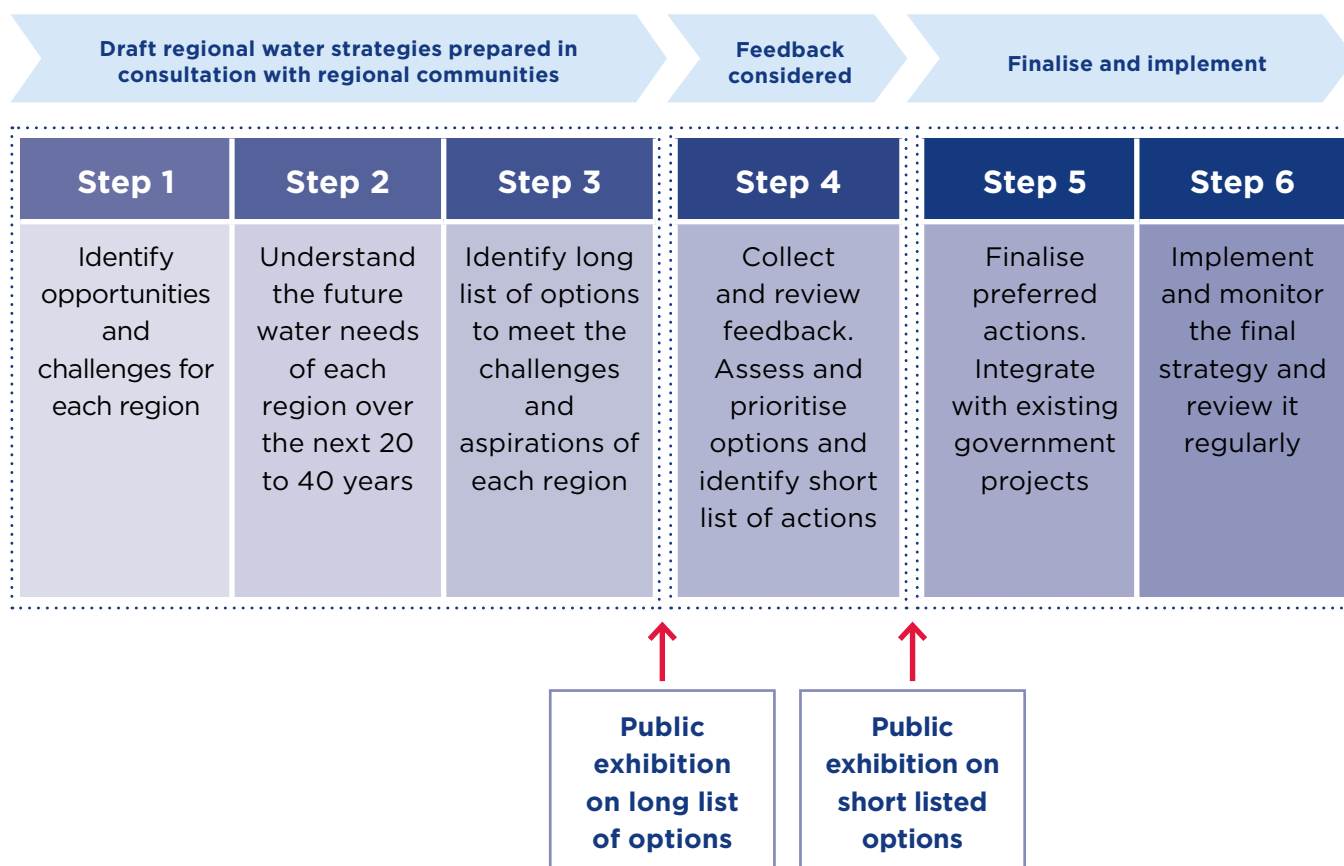 Draft regional water strategies prepared in
consultation with regional communities
Feedback
considered
Finalise and implement
Step 1
Identify
opportunities
and
challenges for
each region
Step 2
Understand
the future
water needs
of each
region over
the next 20
to 40 years
Step 3
Identify long
list of options
to meet the
challenges
and
aspirations of
each region
Step 4
Collect
and review
feedback.
Assess and
prioritise
options and
identify short
list of actions
Step 5
Finalise
preferred
actions.
Integrate
with existing
government
projects
Step 6
Implement
and monitor
the final
strategy and
review it
regularly
Public
exhibition
on long list
of options
Public
exhibition on
short listed
options